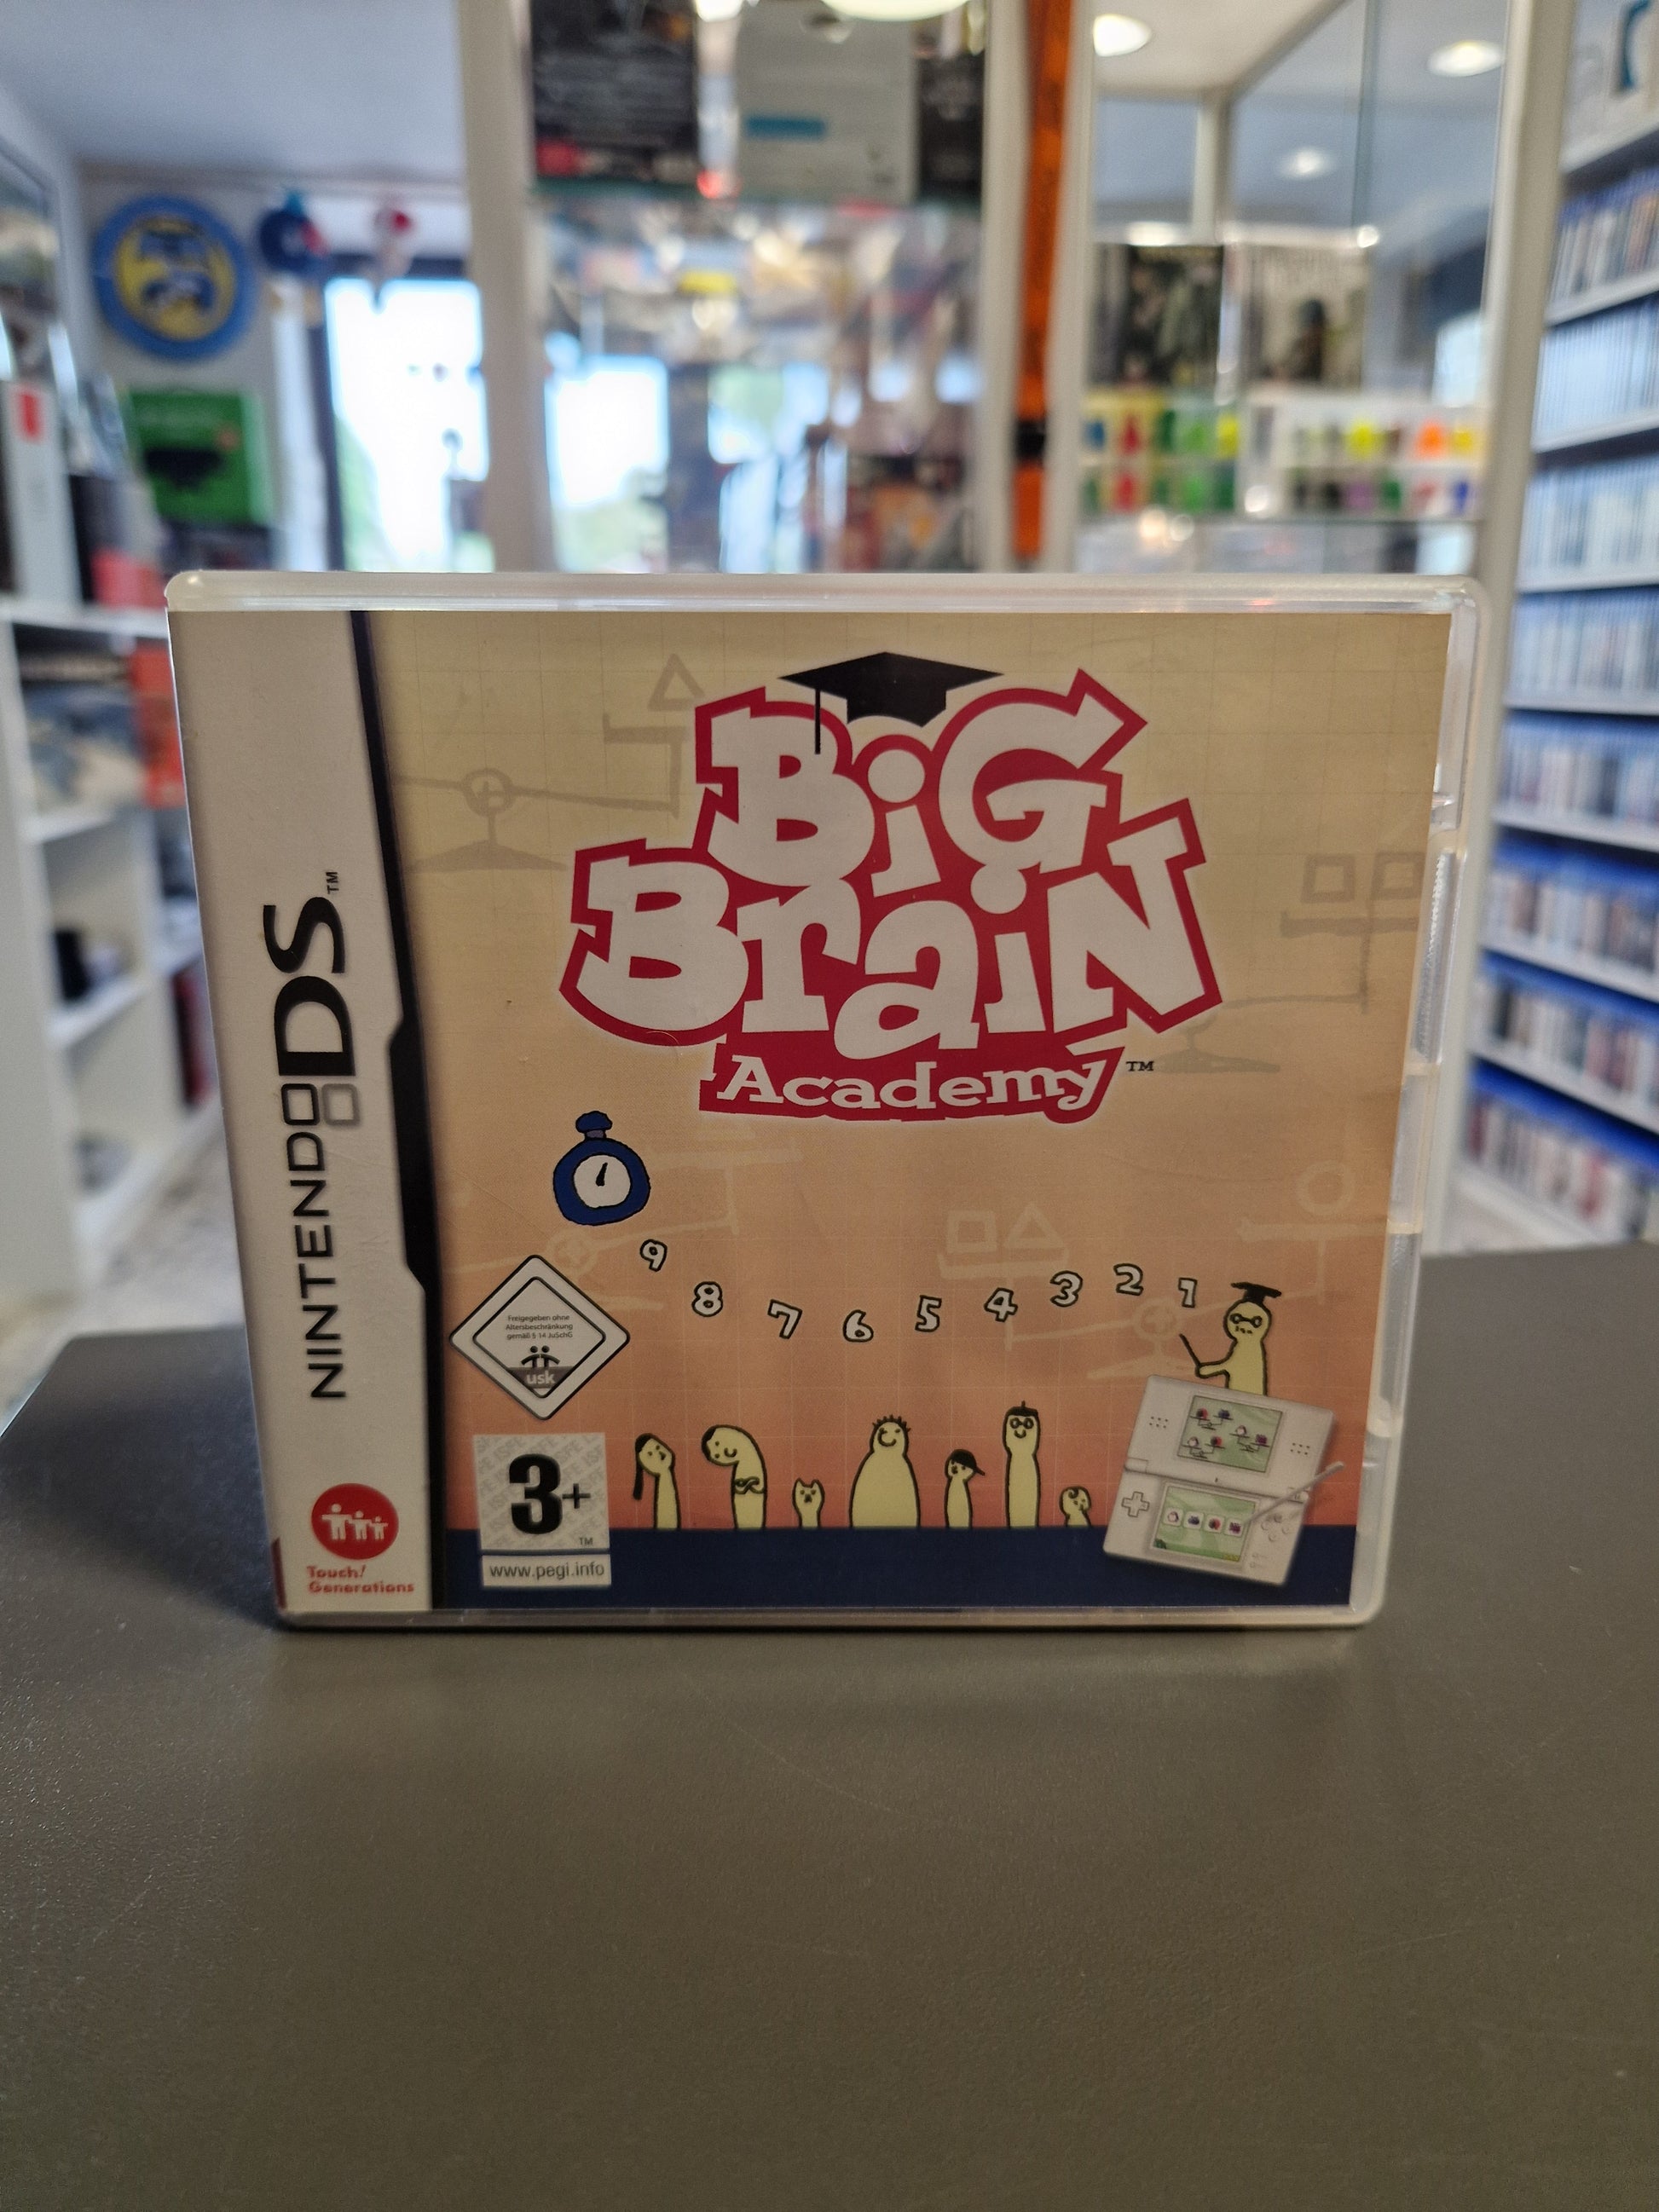 NINTENDO DS™
Touch!
Generations
BiG
BraiN
Academy™
9 8 7 6 5 4 3 2 1
Freigegeben ohne
Altersbeschränkung
gemäß § 14 JuSchG
usk
3+™
www.pegi.info